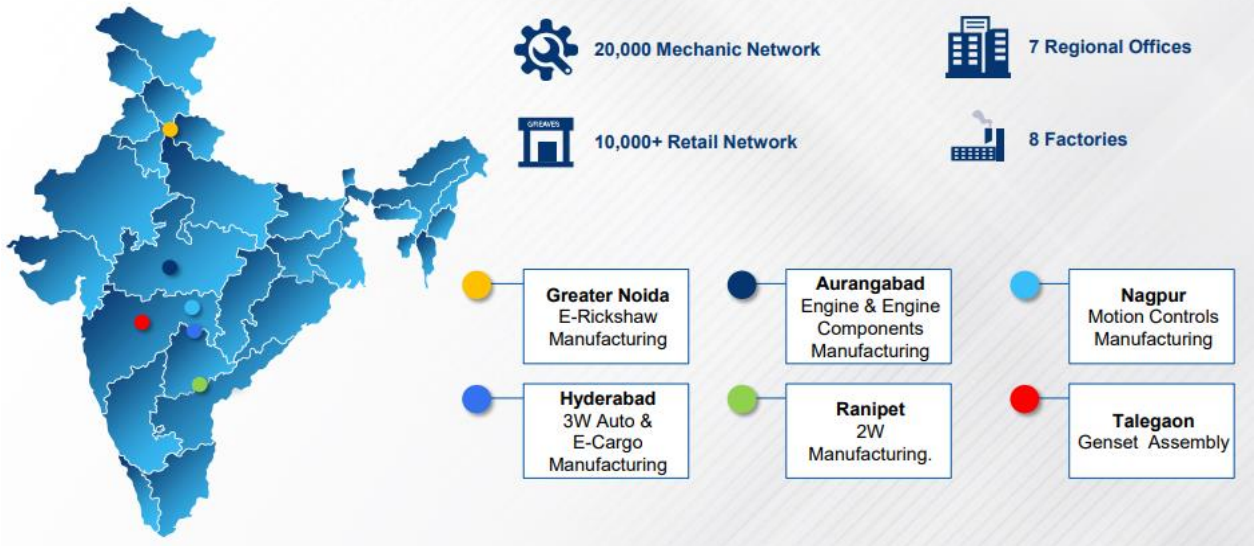 20,000 Mechanic Network
7 Regional Offices
GREAVES
10,000+ Retail Network
8 Factories
Greater Noida
E-Rickshaw
Manufacturing
Aurangabad
Engine & Engine
Components
Manufacturing
Nagpur
Motion Controls
Manufacturing
Hyderabad
3W Auto &
E-Cargo
Manufacturing
Ranipet
2W
Manufacturing.
Talegaon
Genset Assembly